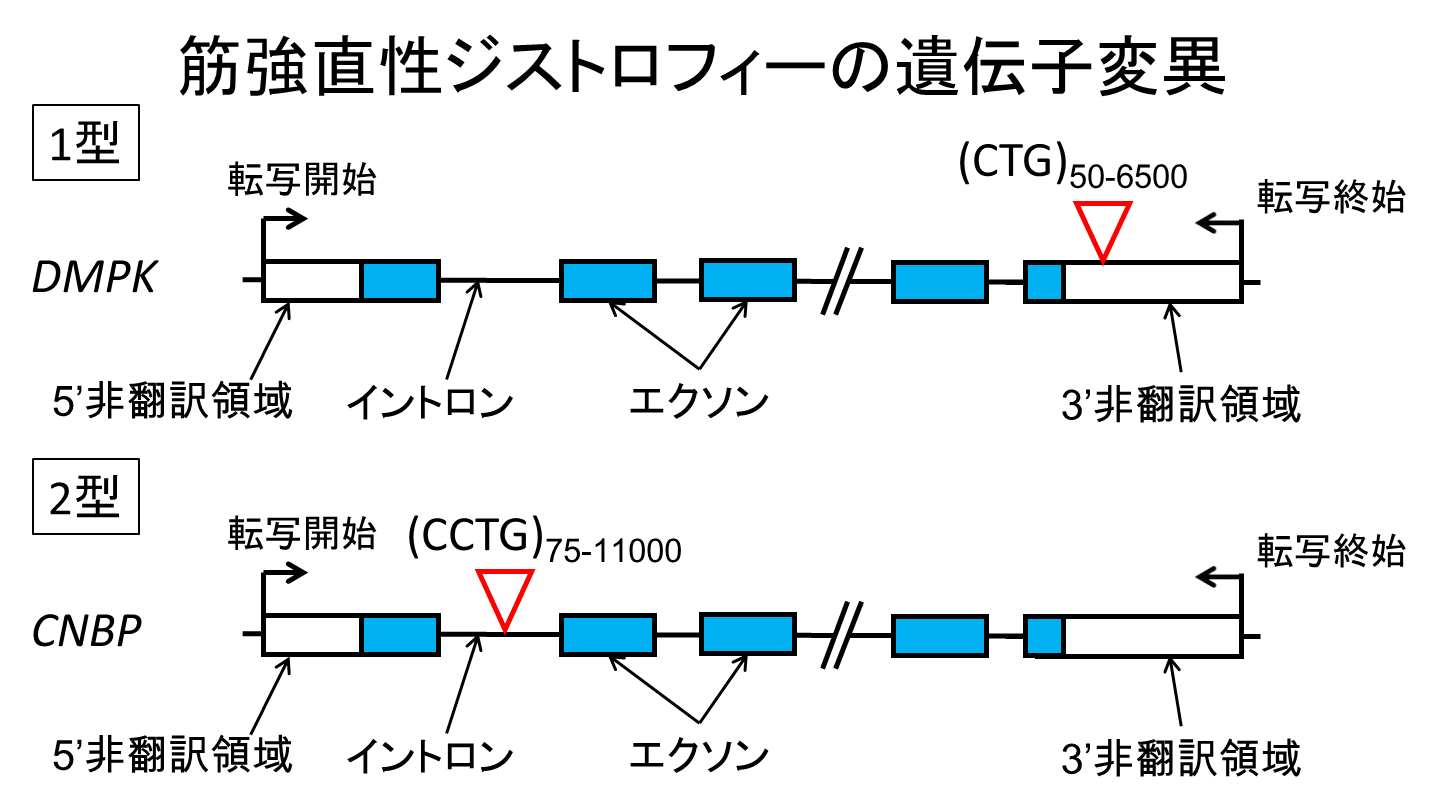 筋強直性ジストロフィーの遺伝子変異
1型
転写開始
(CTG)50-6500
転写終始
DMPK
5’非翻訳領域
イントロン
エクソン
3’非翻訳領域
2型
転写開始
(CCTG)75-11000
転写終始
CNBP
5’非翻訳領域
イントロン
エクソン
3’非翻訳領域